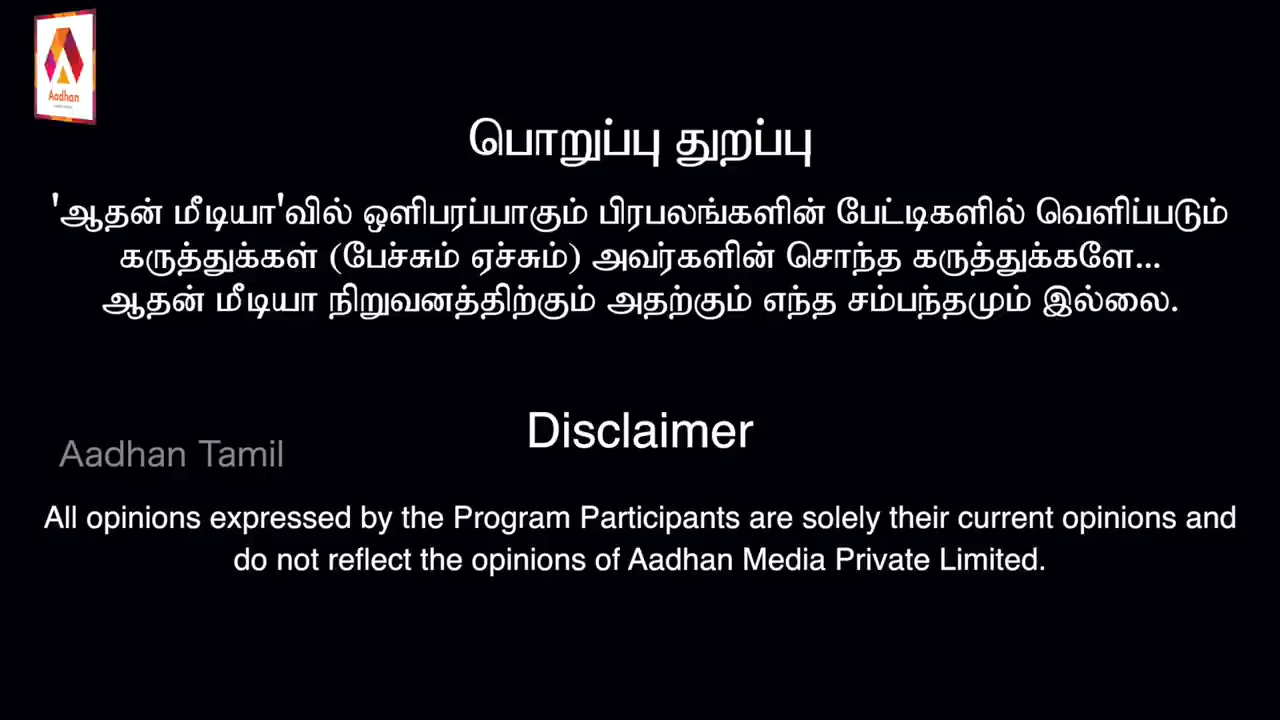 Aadhan
பொறுப்பு துறப்பு
'ஆதன் மீடியா'வில் ஒளிபரப்பாகும் பிரபலங்களின் பேட்டிகளில் வெளிப்படும்
கருத்துக்கள் (பேச்சும் ஏச்சும்) அவர்களின் சொந்த கருத்துக்களே...
ஆதன் மீடியா நிறுவனத்திற்கும் அதற்கும் எந்த சம்பந்தமும் இல்லை.
Disclaimer
Aadhan Tamil
All opinions expressed by the Program Participants are solely their current opinions and
do not reflect the opinions of Aadhan Media Private Limited.